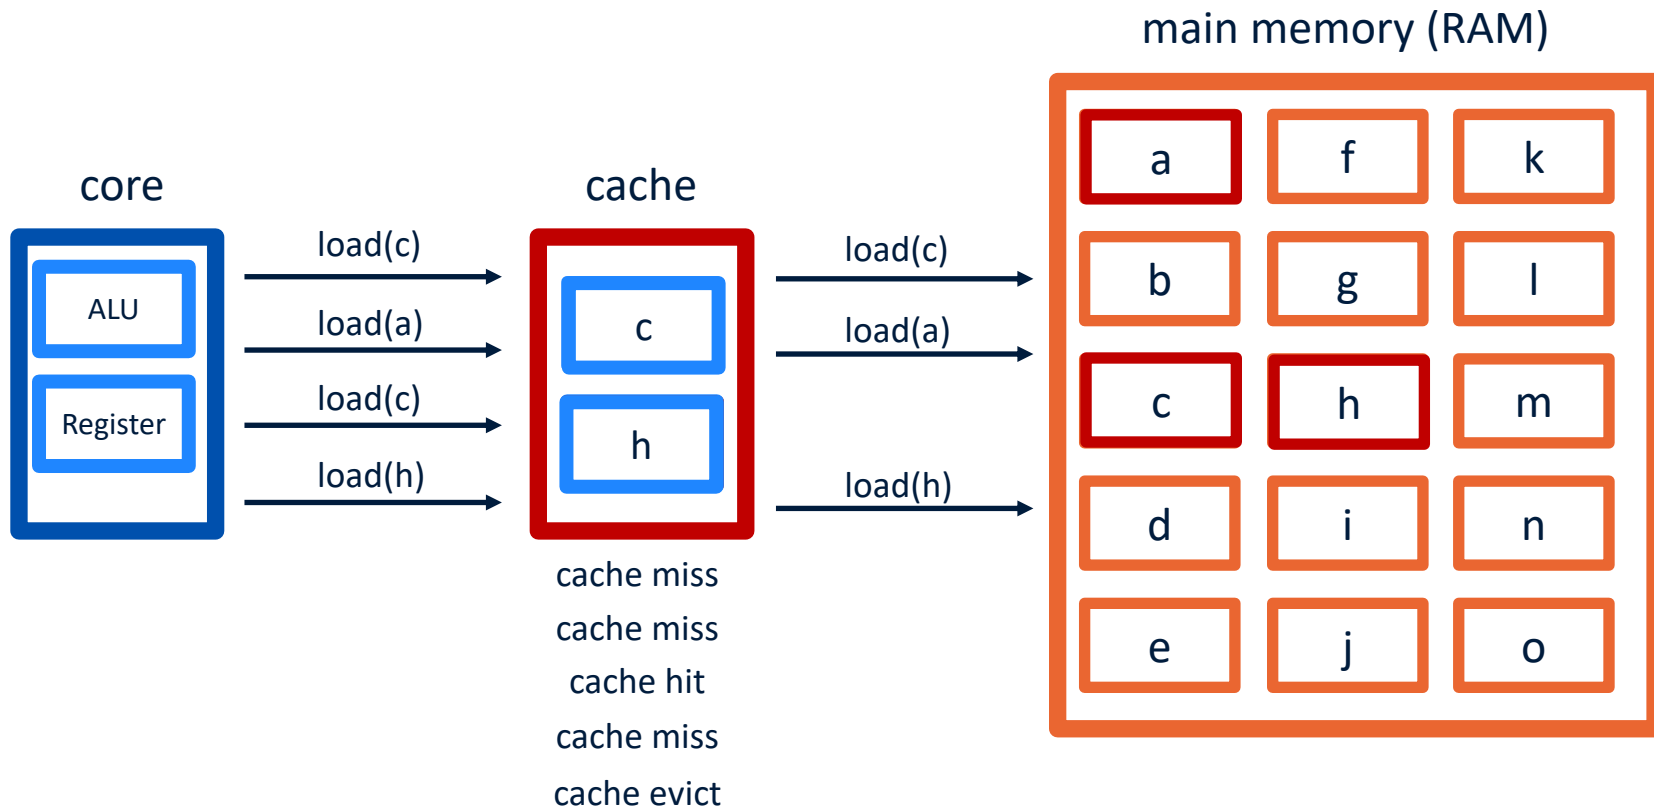 main memory (RAM)
core
cache
ALU
Register
load(c)
load(a)
load(c)
load(h)
c
h
cache miss
cache miss
cache hit
cache miss
cache evict
load(c)
load(a)
load(h)
a f k
b g l
c h m
d i n
e j o